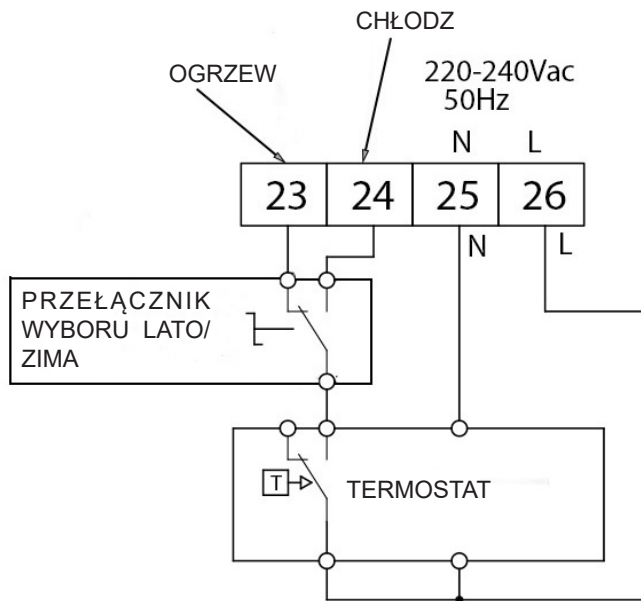 CHŁODZ
OGRZEW
220-240Vac
50Hz
N L
23 24 25 26
N L
PRZEŁĄCZNIK
WYBORU LATO/
ZIMA
T TERMOSTAT